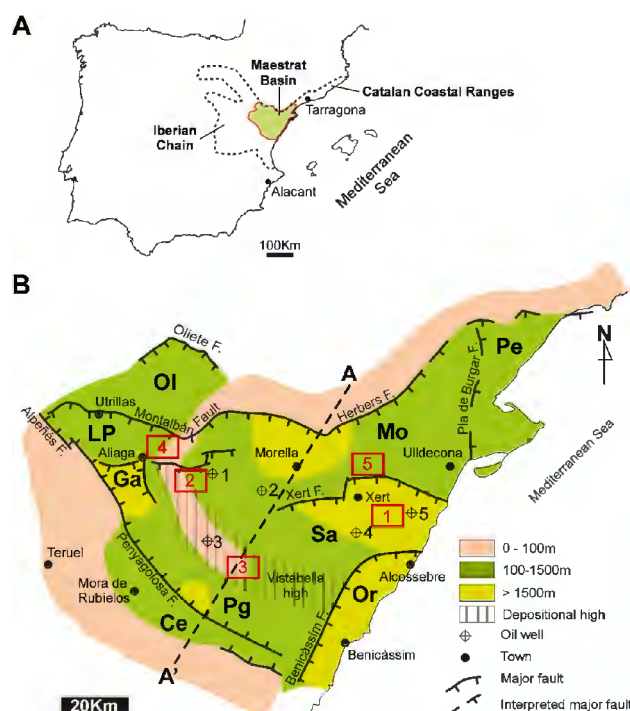 A
Maestrat
Basin
Catalan Coastal Ranges
Tarragona
Iberian
Chain
Mediterranean
Sea
Alacant
100Km
B
N
Oliete F.
Pe
Pla de Burgar F.
A
Ol
Utrillas
Montalbán Fault
Herbers F.
Alpeñés F.
LP
Mo
Aliaga
4
Morella
5
Ulldecona
Mediterranean Sea
Ga
2
1
2
Xert F.
Xert
1
5
Sa
4
3
3
Teruel
Penyagolosa F.
Vistabella
high
Alcossebre
Mora de
Rubielos
Pg
Or
Ce
Benicàssim F.
Benicàssim
A'
20Km
0 - 100m
100-1500m
> 1500m
Depositional high
Oil well
Town
Major fault
Interpreted major fault